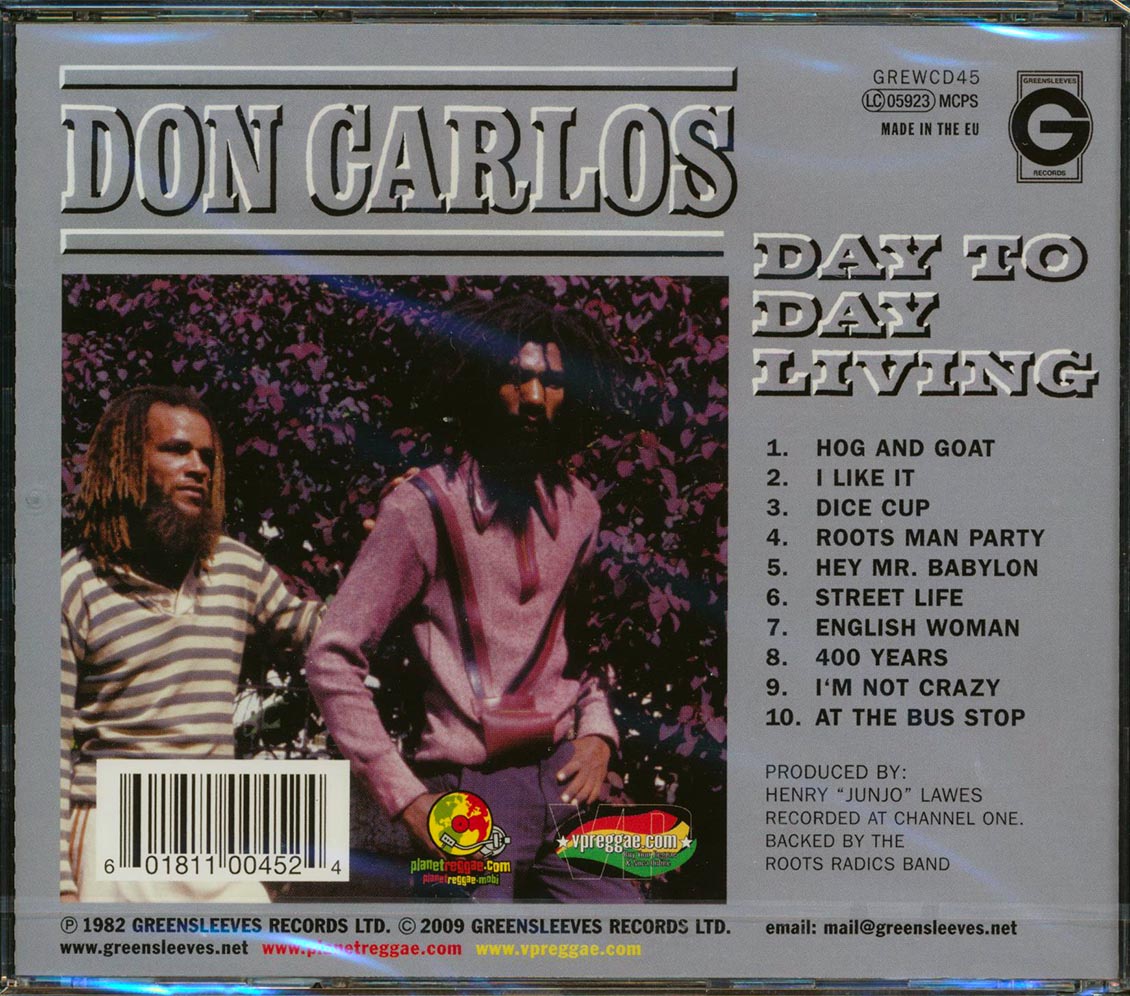 DON CARLOS
GREWCD45
LC 05923 MCPS
MADE IN THE EU
GREENSLEEVES
G
RECORDS
DAY TO
DAY
LIVING
1. HOG AND GOAT
2. I LIKE IT
3. DICE CUP
4. ROOTS MAN PARTY
5. HEY MR. BABYLON
6. STREET LIFE
7. ENGLISH WOMAN
8. 400 YEARS
9. I'M NOT CRAZY
10. AT THE BUS STOP
PRODUCED BY:
HENRY “JUNJO” LAWES
RECORDED AT CHANNEL ONE.
BACKED BY THE
ROOTS RADICS BAND
6 01811 00452 4
planetreggae.com
planetreggae.mobi
VP
vpreggae.com
℗ 1982 GREENSLEEVES RECORDS LTD. © 2009 GREENSLEEVES RECORDS LTD.
email: mail@greensleeves.net
www.greensleeves.net www.planetreggae.com www.vpreggae.com